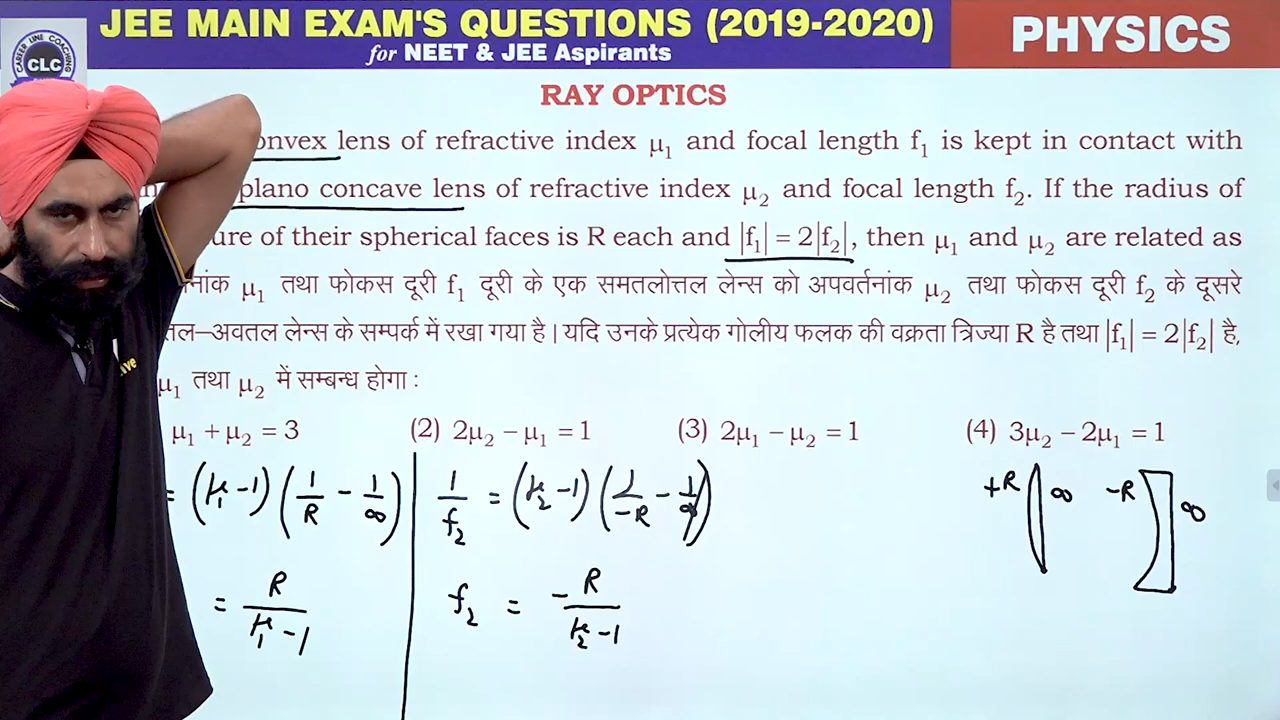 JEE MAIN EXAM'S QUESTIONS (2019-2020)
for NEET & JEE Aspirants
PHYSICS
CLC
RAY OPTICS
lens of refractive index μ₁ and focal length f₁ is kept in contact with
plano concave lens of refractive index μ₂ and focal length f₂. If the radius of
of their spherical faces is R each and |f₁| = 2|f₂|, then μ₁ and μ₂ are related as
μ₁ तथा फोकस दूरी f₁ दूरी के एक समतलोत्तल लेन्स को अपवर्तनांक μ₂ तथा फोकस दूरी f₂ के दूसरे
लेन्स के सम्पर्क में रखा गया है। यदि उनके प्रत्येक गोलीय फलक की वक्रता त्रिज्या R है तथा |f₁| = 2|f₂| है,
μ₁ तथा μ₂ में सम्बन्ध होगा :
μ₁ + μ₂ = 3 (2) 2μ₂ − μ₁ = 1 (3) 2μ₁ − μ₂ = 1 (4) 3μ₂ − 2μ₁ = 1
= (μ₁ − 1) (1/R − 1/∞)
1/f₂ = (μ₂ − 1) (1/−R − 1/∞)
+R ∞ −R ∞
= R/(μ₁ − 1)
f₂ = −R/(μ₂ − 1)